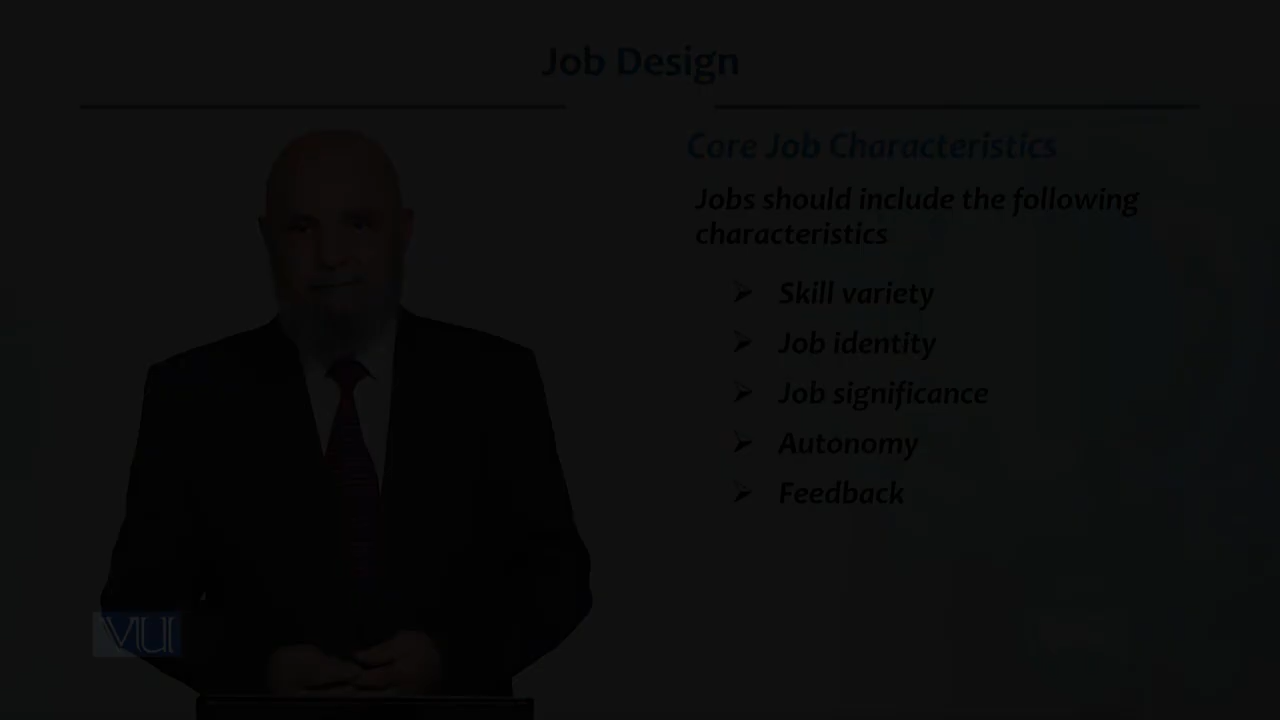 Job Design
Core Job Characteristics
Jobs should include the following
characteristics
Skill variety
Job identity
Job significance
Autonomy
Feedback
VU